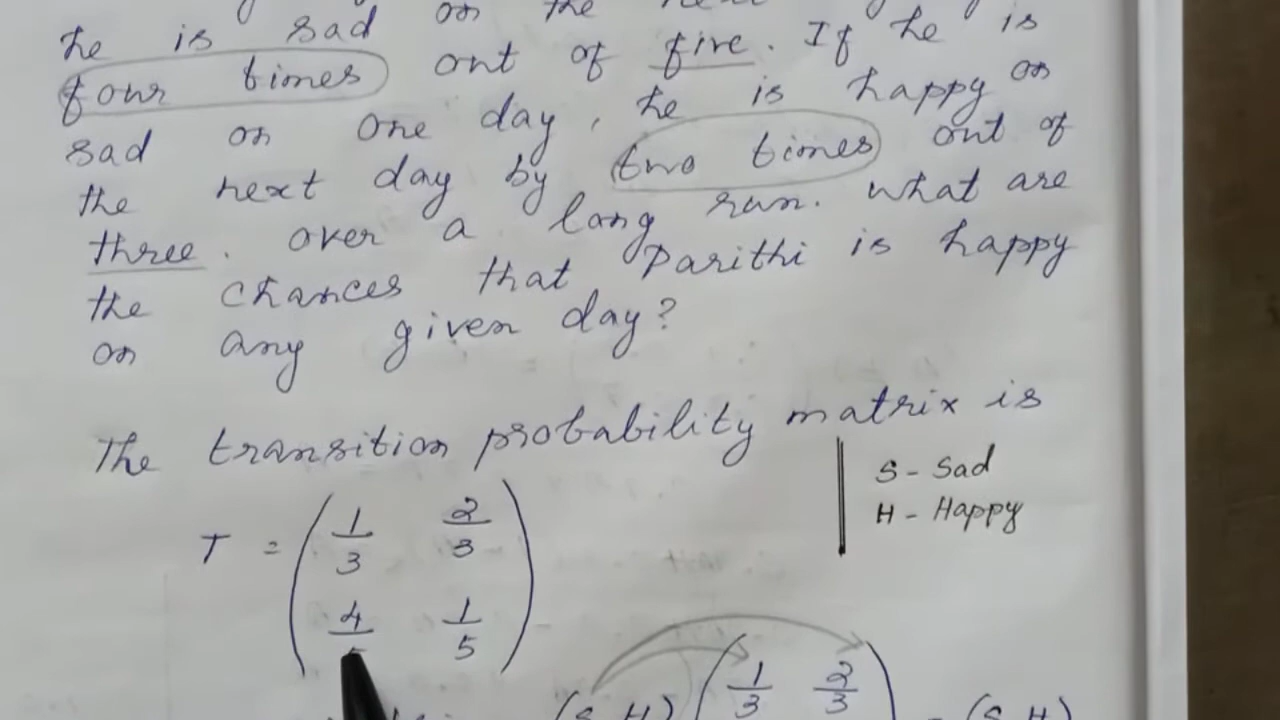 he is sad on the next
four times out of five. If he is
sad on one day, he is happy on
the next day by two times out of
three. Over a long run. what are
the chances that Parithi is happy
on any given day?
The transition probability matrix is
S - Sad
H - Happy
T = ( 1/3 2/3
4/5 1/5 )
(S H) ( 1/3 2/3 ) = (S H)